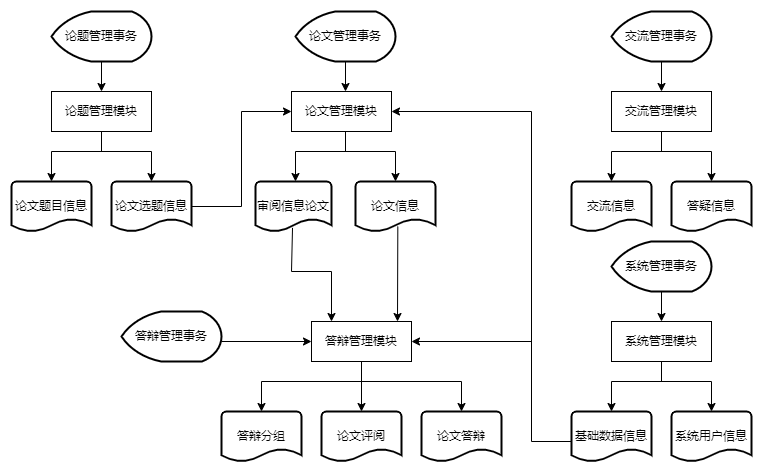 论题管理事务
论文管理事务
交流管理事务
论题管理模块
论文管理模块
交流管理模块
论文题目信息
论文选题信息
审阅信息论文
论文信息
交流信息
答疑信息
系统管理事务
答辩管理事务
答辩管理模块
系统管理模块
答辩分组
论文评阅
论文答辩
基础数据信息
系统用户信息